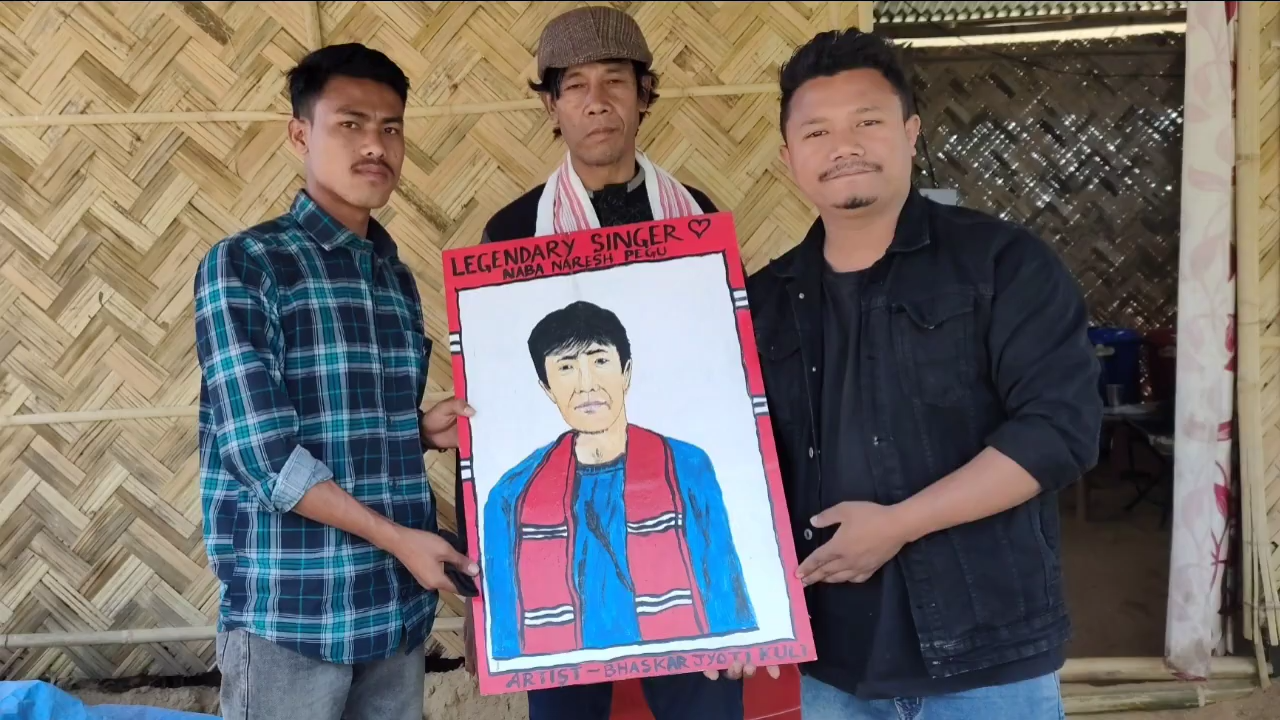 LEGENDARY SINGER ♡
NABA NARESH PEGU
ARTIST – BHASKAR JYOTI KULI